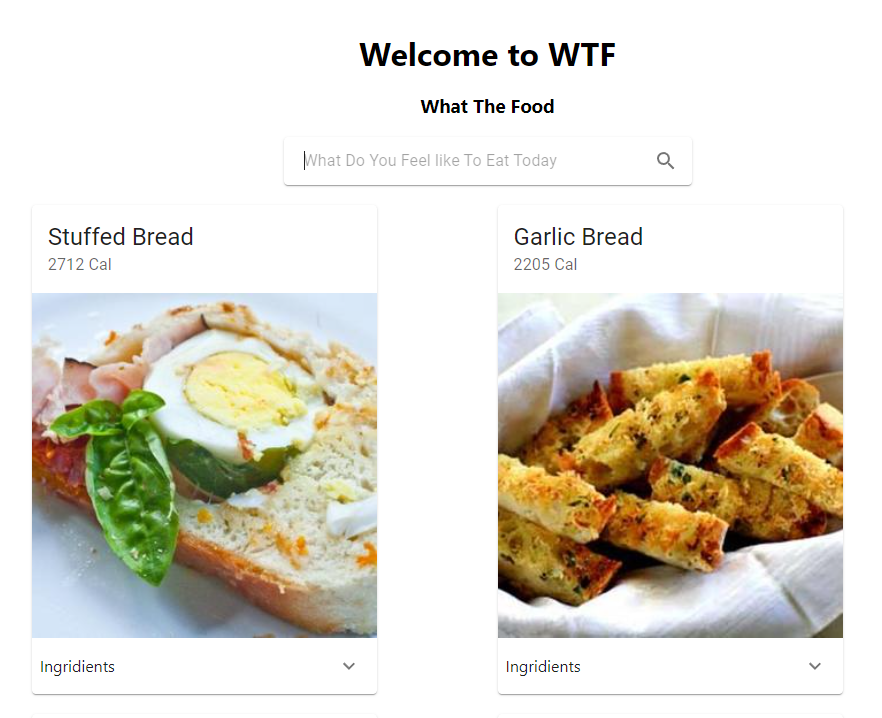 Welcome to WTF
What The Food
What Do You Feel like To Eat Today
Stuffed Bread
2712 Cal
Garlic Bread
2205 Cal
Ingridients
Ingridients